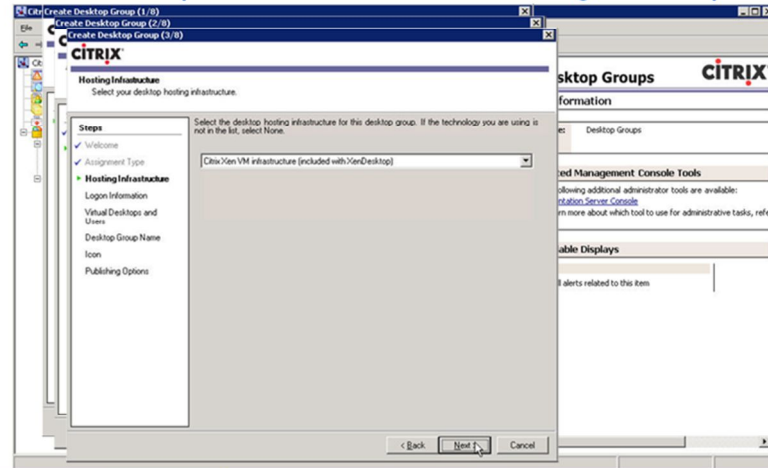 Citr
Create Desktop Group (1/8)
Create Desktop Group (2/8)
Create Desktop Group (3/8)
File
CITRIX
Hosting Infrastructure
Select your desktop hosting infrastructure.
Steps
Welcome
Assignment Type
Hosting Infrastructure
Logon Information
Virtual Desktops and
Users
Desktop Group Name
Icon
Publishing Options
Select the desktop hosting infrastructure for this desktop group. If the technology you are using is
not in the list, select None.
Citrix Xen VM infrastructure (included with XenDesktop)
< Back
Next >
Cancel
sktop Groups
CITRIX
formation
e: Desktop Groups
ed Management Console Tools
ollowing additional administrator tools are available:
ntation Server Console
rn more about which tool to use for administrative tasks, refe
able Displays
l alerts related to this item